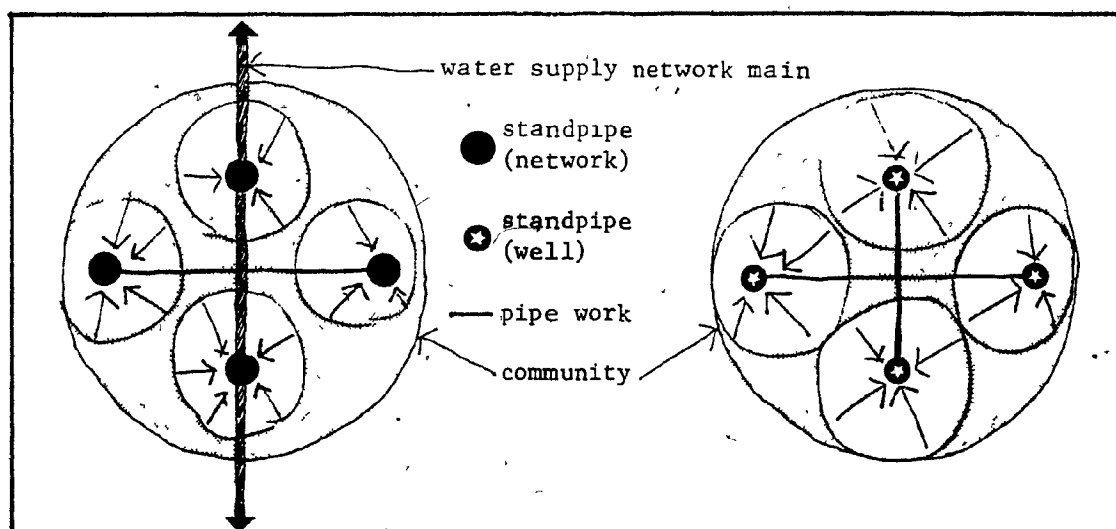 water supply network main
standpipe
(network)
standpipe
(well)
pipe work
community